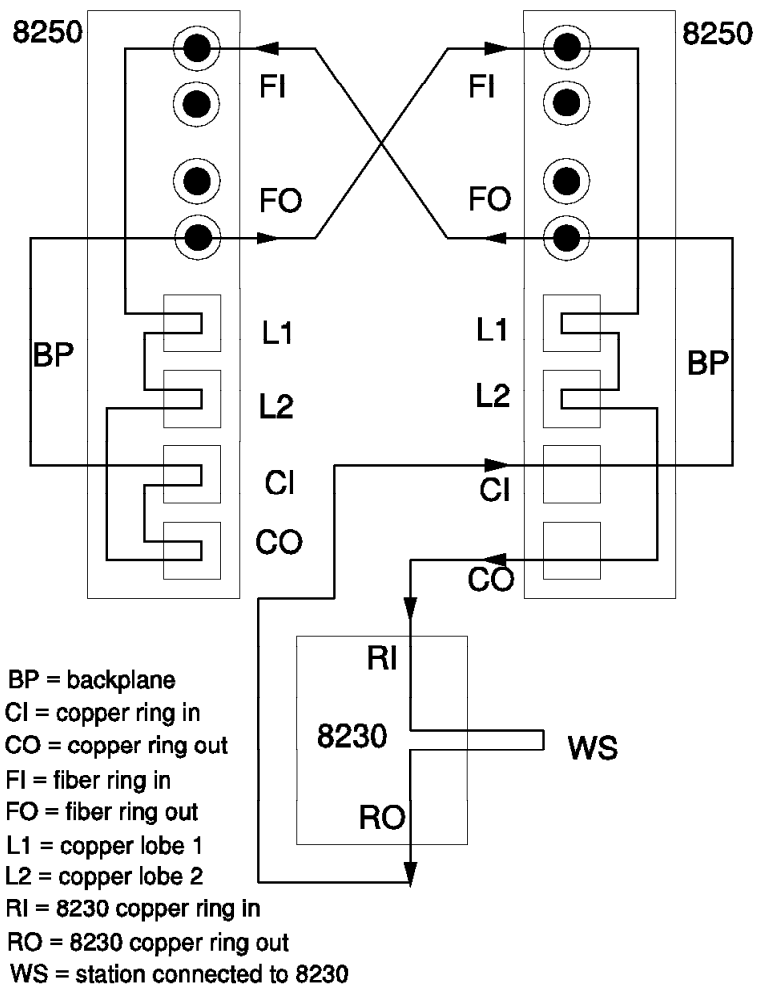 8250
8250
FI
FI
FO
FO
L1
L1
BP
BP
L2
L2
CI
CI
CO
CO
RI
8230
WS
RO
BP = backplane
CI = copper ring in
CO = copper ring out
FI = fiber ring in
FO = fiber ring out
L1 = copper lobe 1
L2 = copper lobe 2
RI = 8230 copper ring in
RO = 8230 copper ring out
WS = station connected to 8230